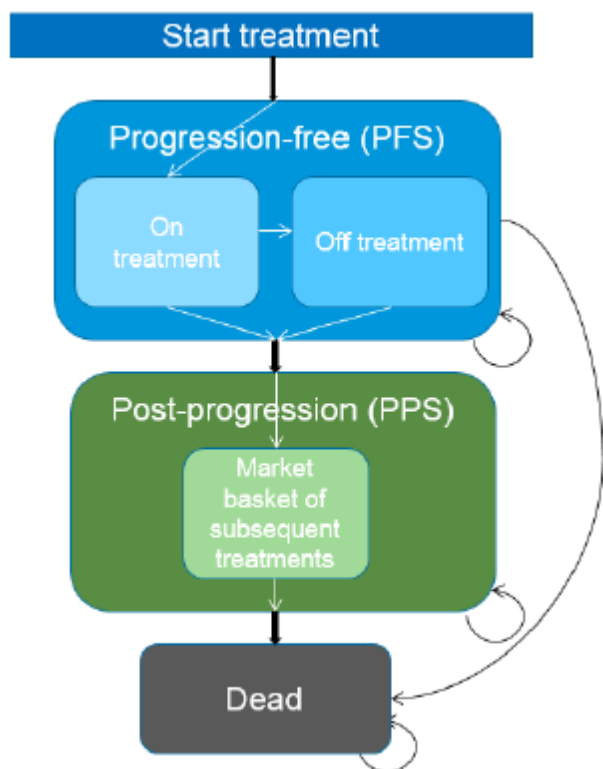 Start treatment
Progression-free (PFS)
On
treatment
Off treatment
Post-progression (PPS)
Market
basket of
subsequent
treatments
Dead